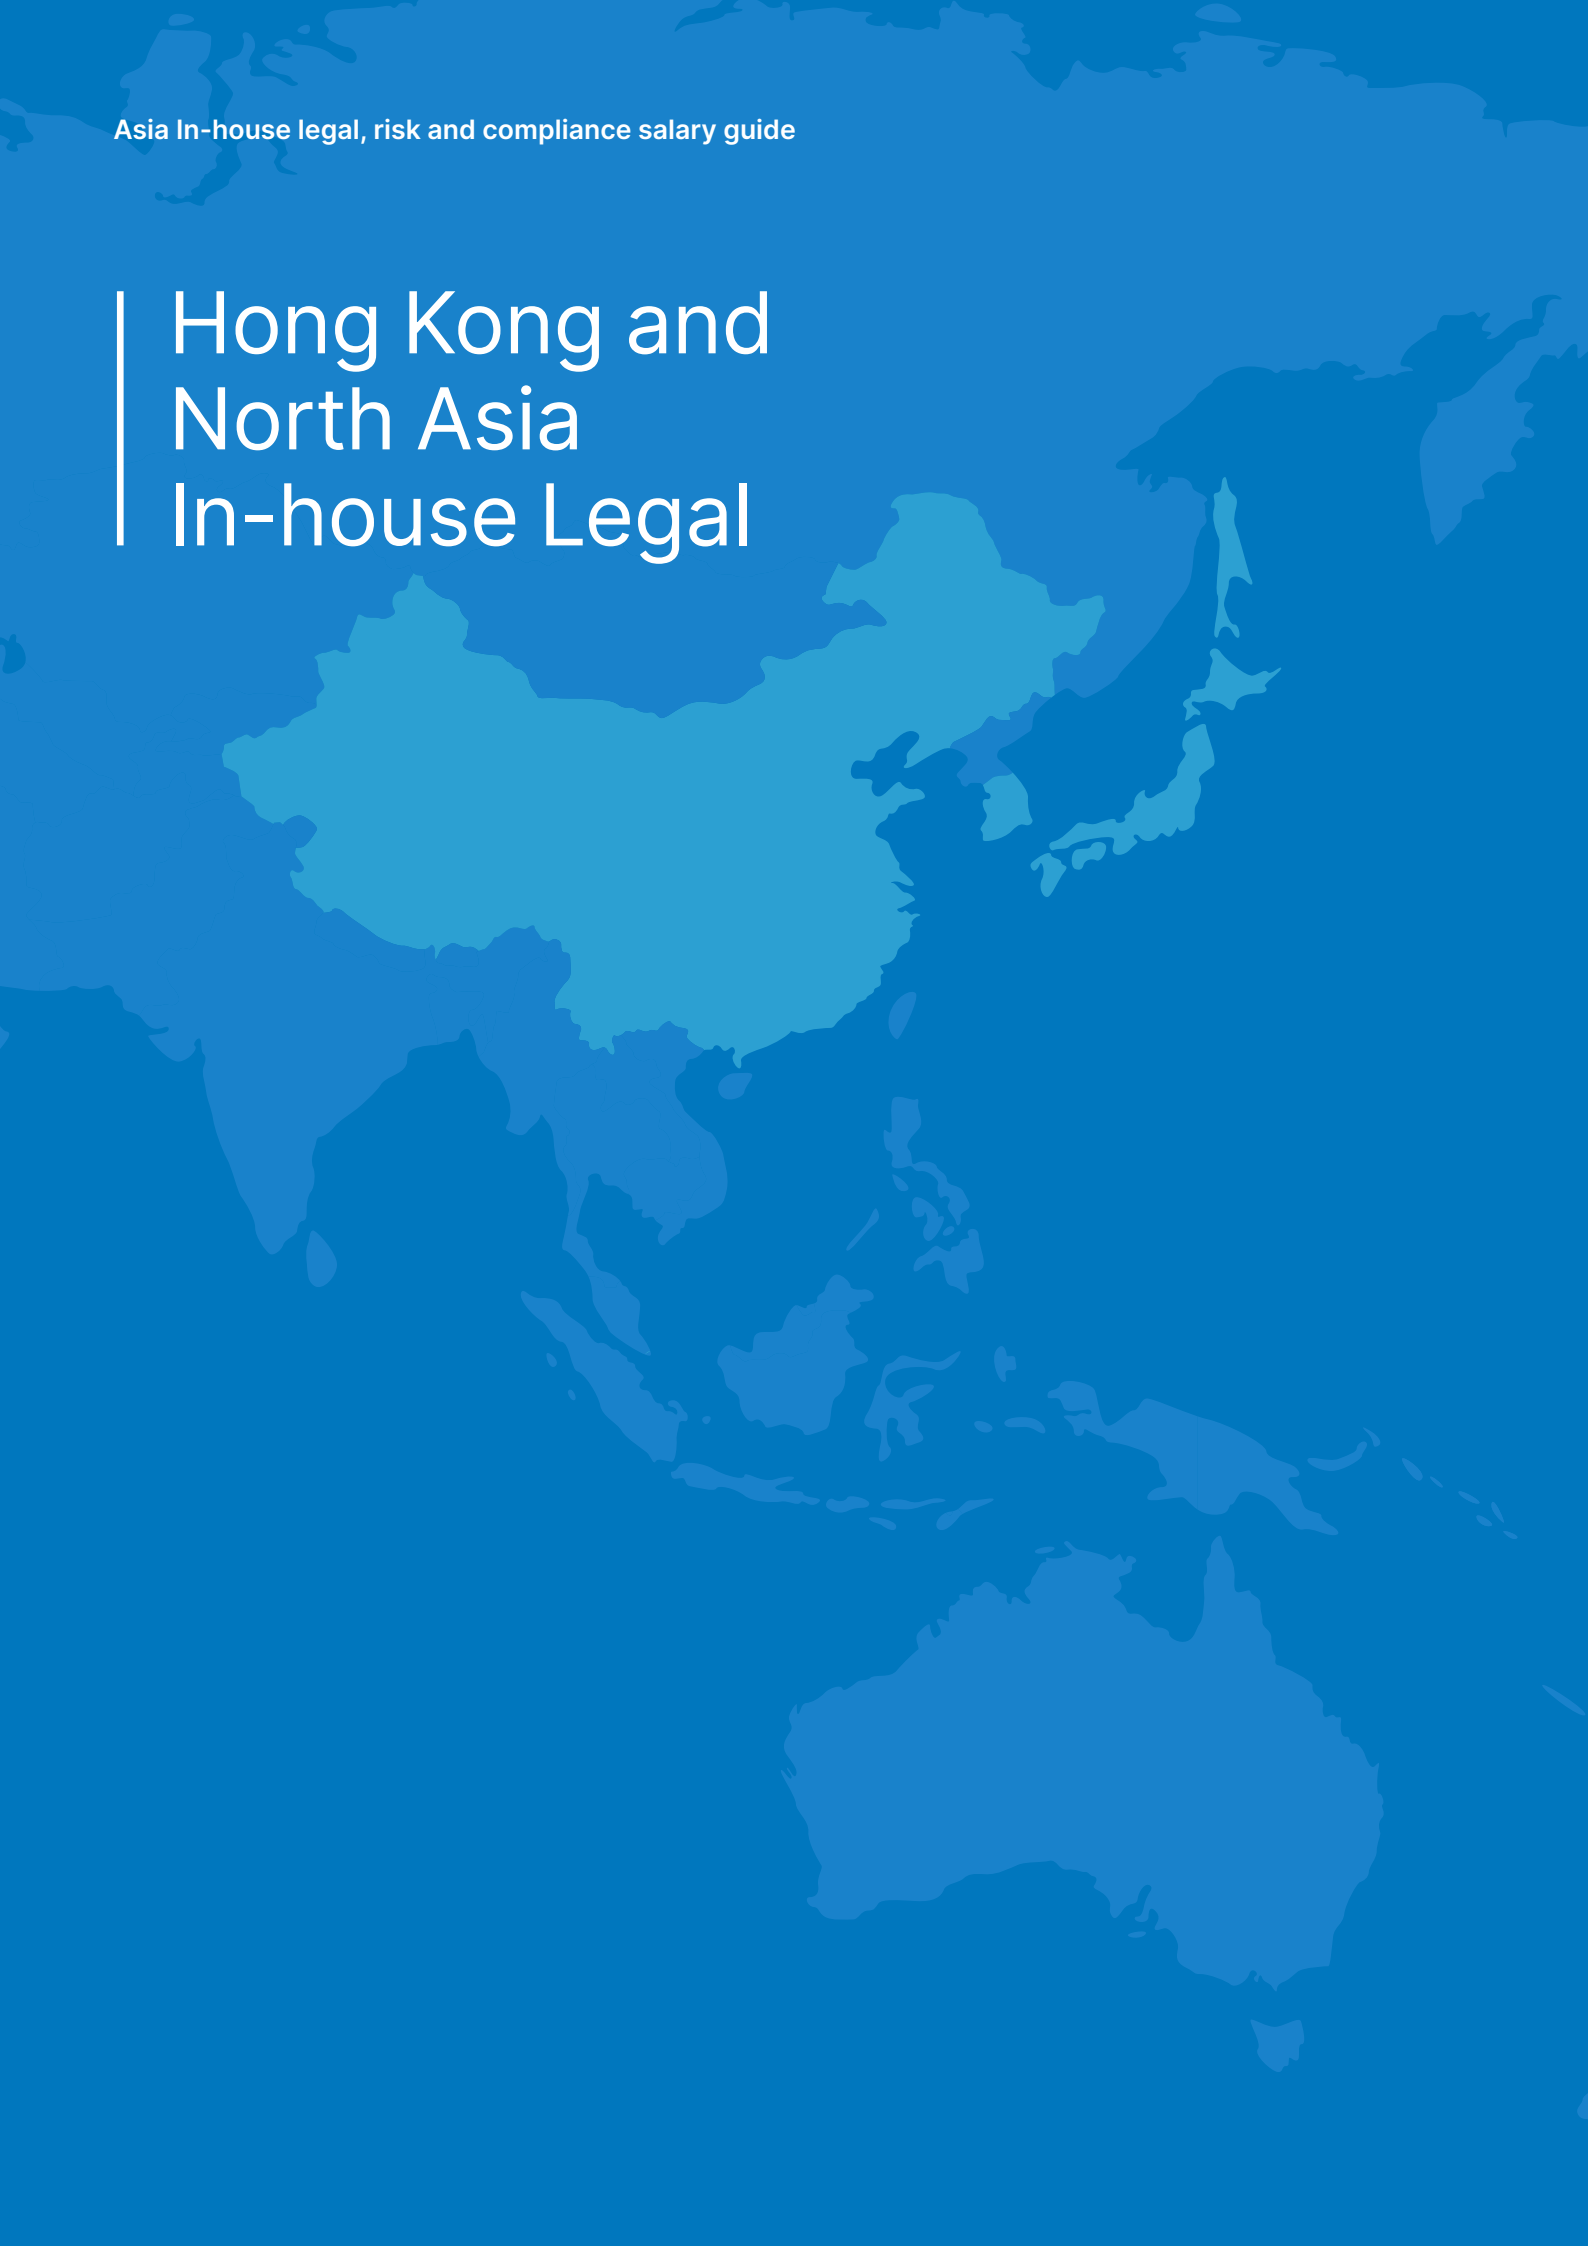 Asia In-house legal, risk and compliance salary guide
Hong Kong and
North Asia
In-house Legal